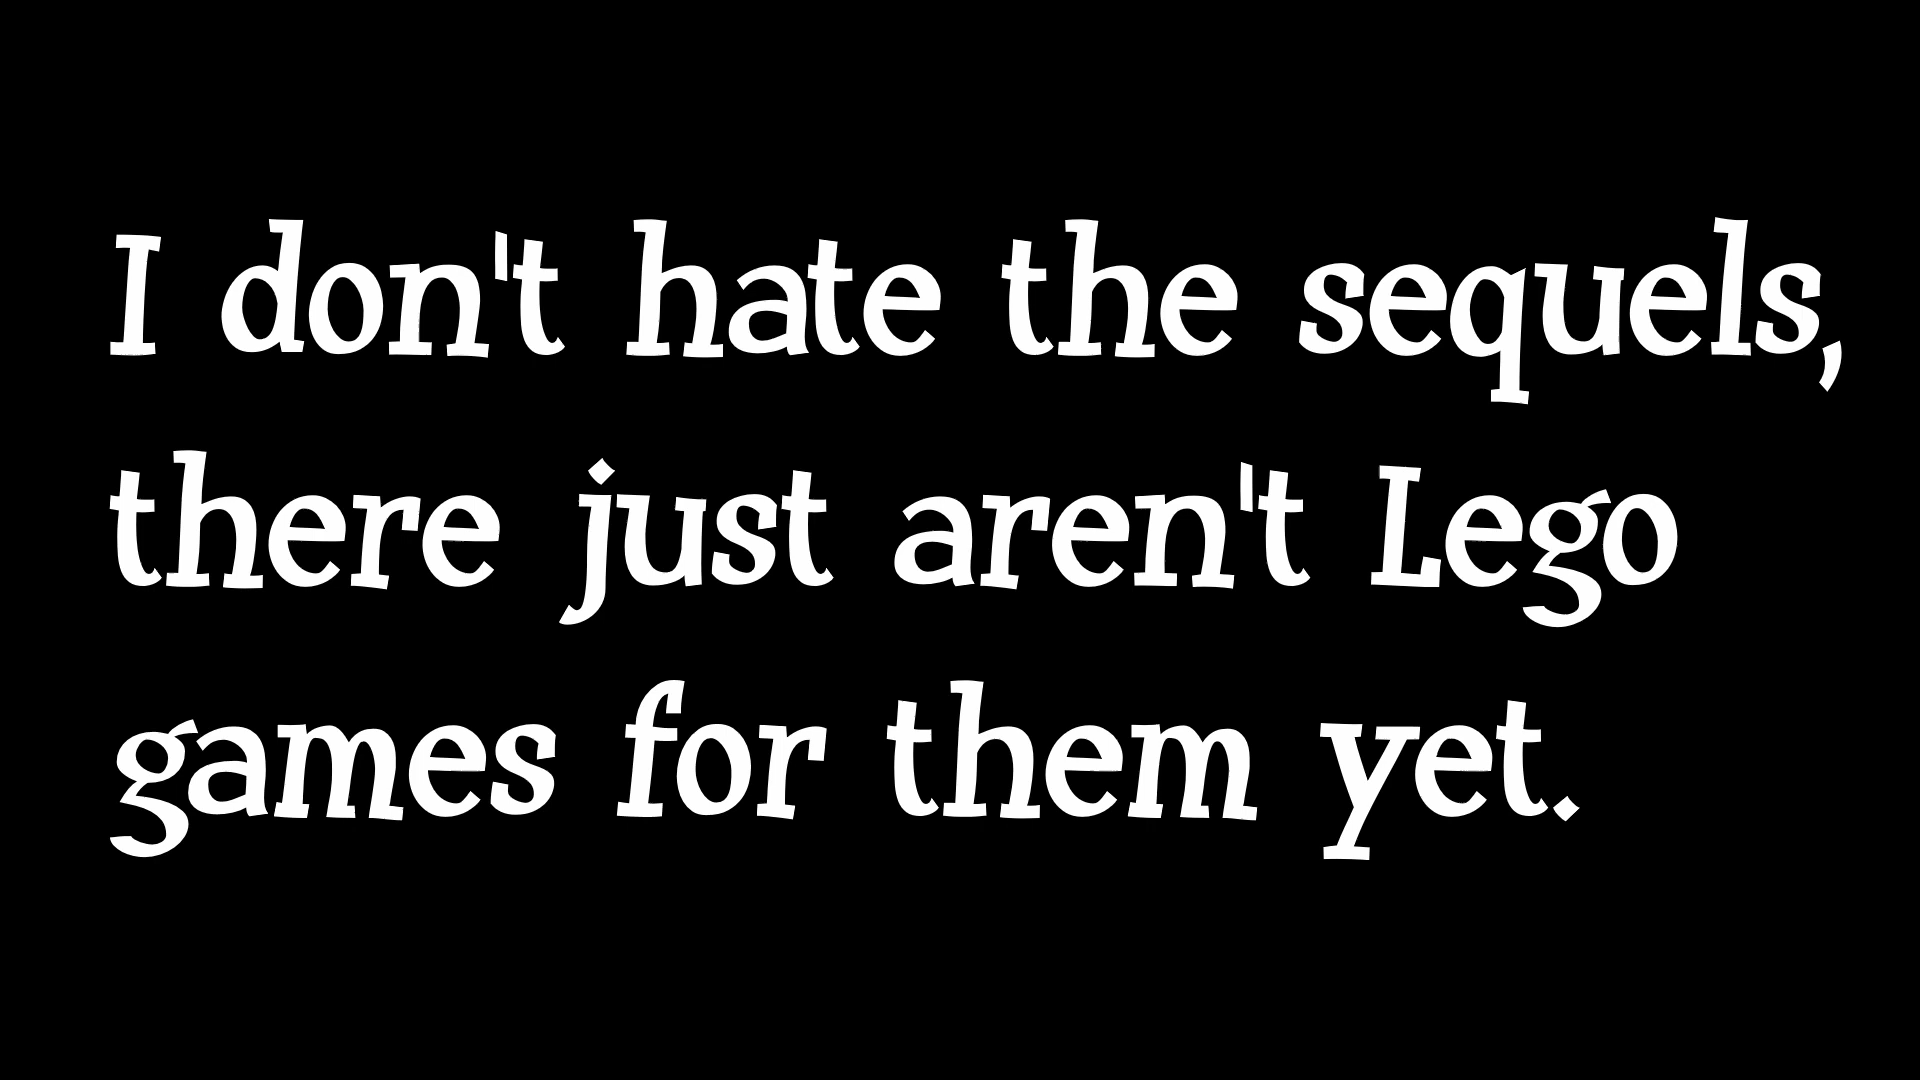 I don't hate the sequels,
there just aren't Lego
games for them yet.